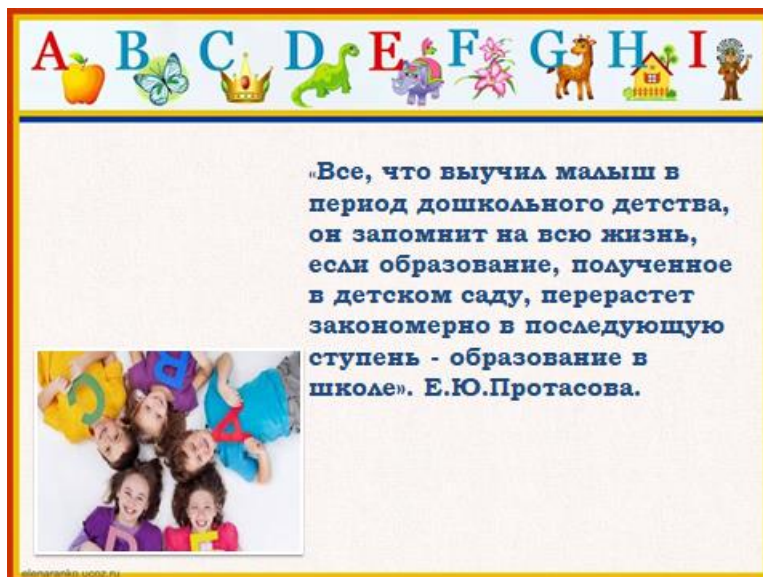 A B C D E F G H I
«Все, что выучил малыш в
период дошкольного детства,
он запомнит на всю жизнь,
если образование, полученное
в детском саду, перерастет
закономерно в последующую
ступень - образование в
школе». Е.Ю.Протасова.
C R A D E
elenaranko.ucoz.ru